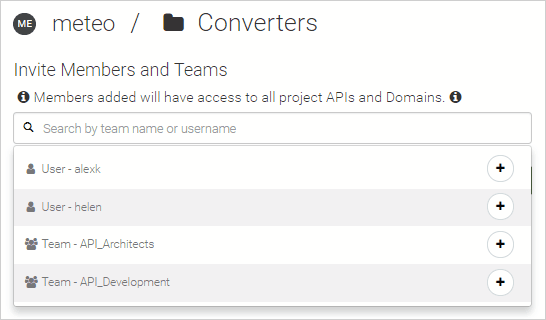 ME meteo / Converters
Invite Members and Teams
Members added will have access to all project APIs and Domains.
Search by team name or username
User - alexk
User - helen
Team - API_Architects
Team - API_Development